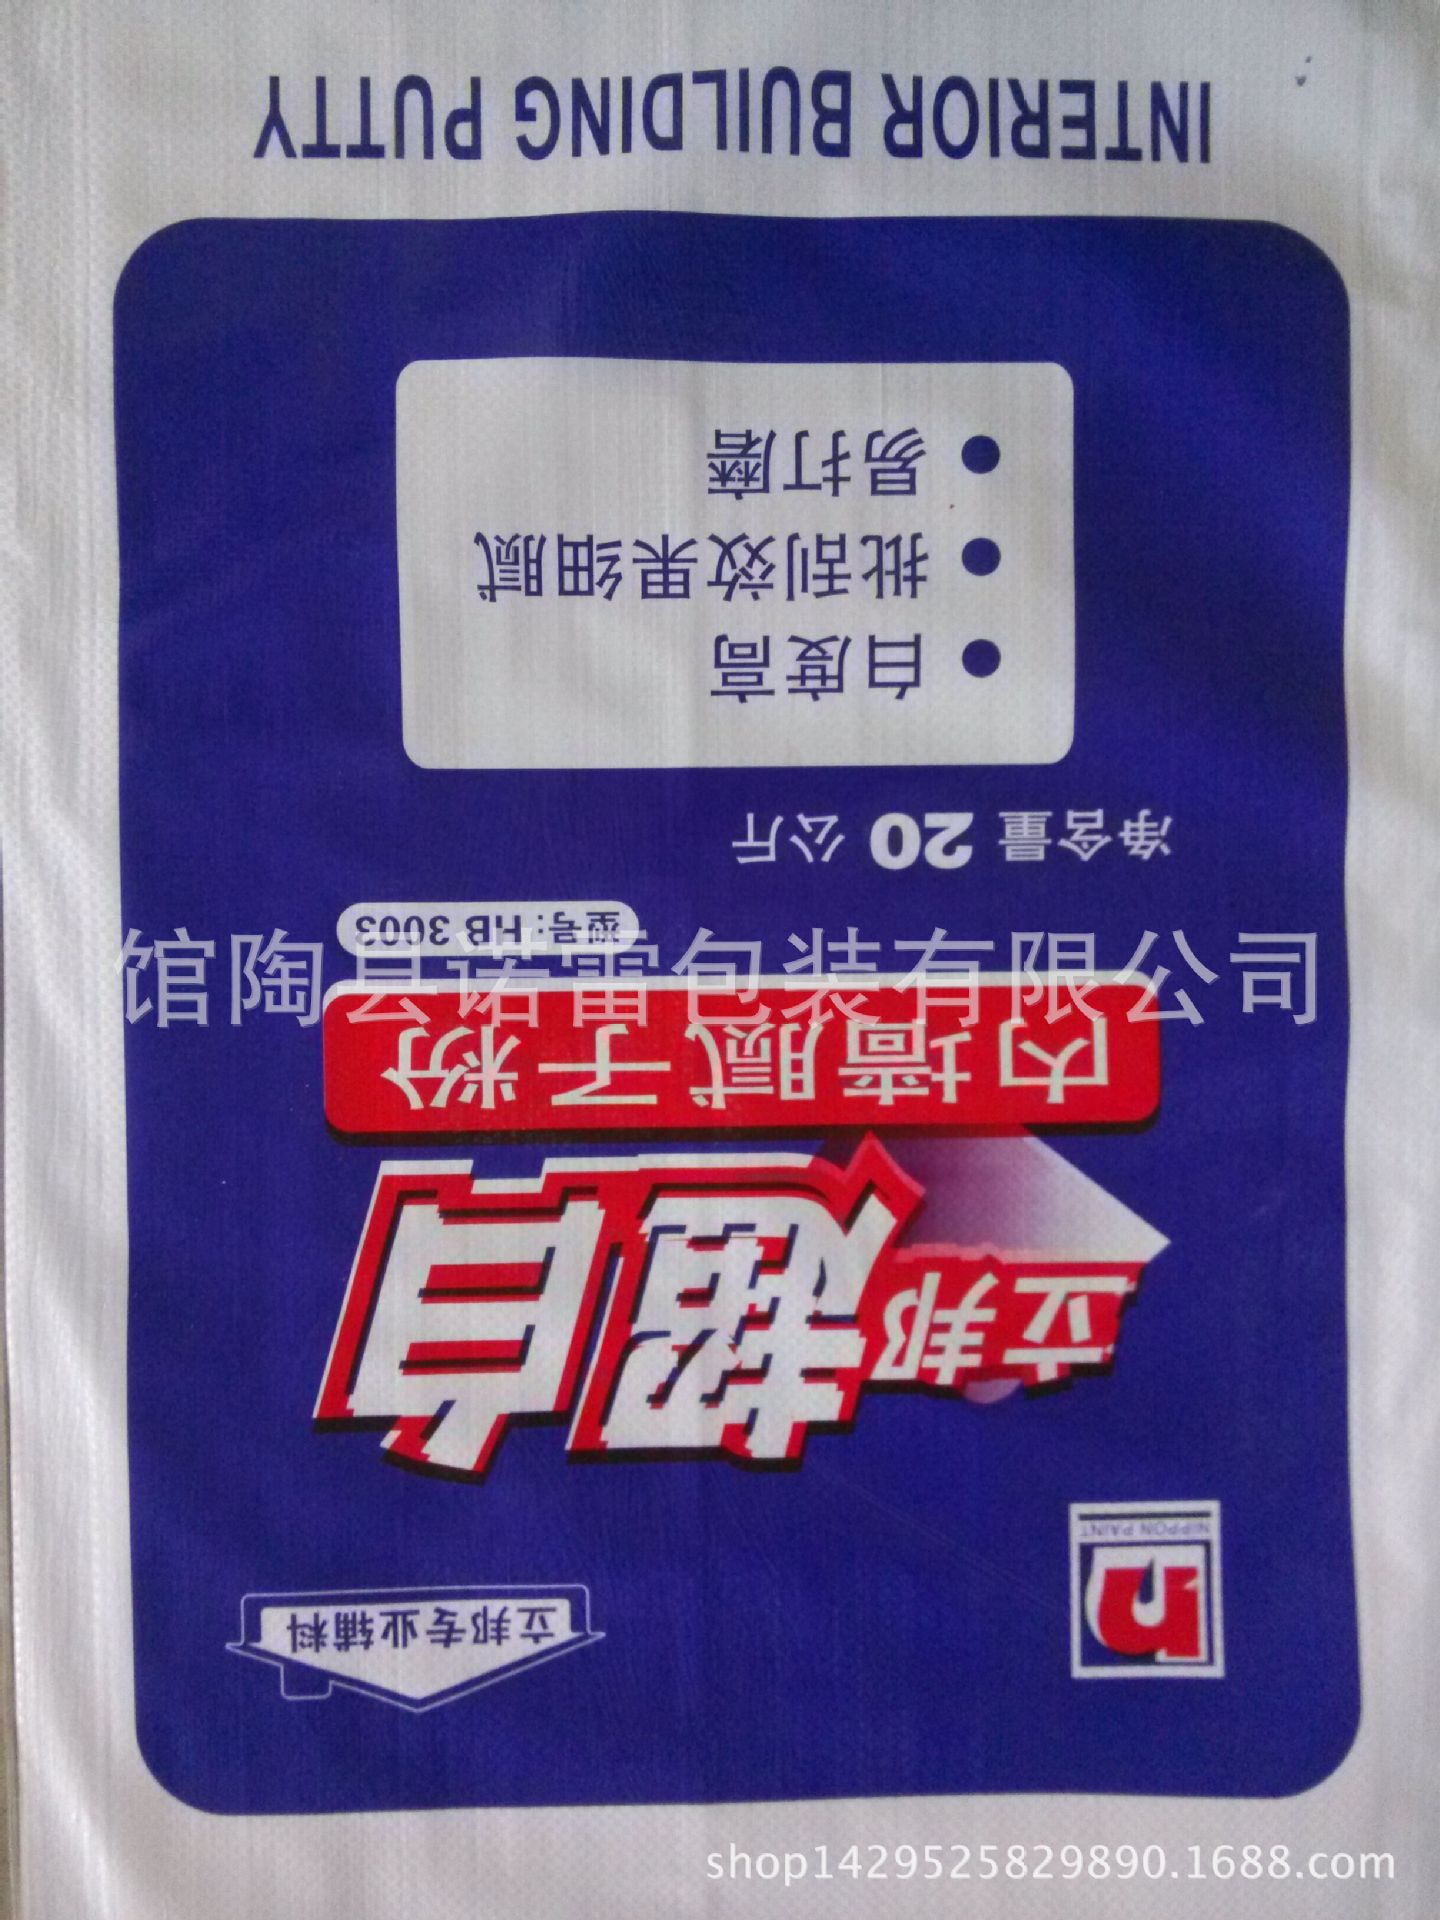 立邦专业辅料
NIPPON PAINT
立邦
超白
内墙腻子粉
型号:HB 3003
净含量 20 公斤
● 白度高
● 批刮效果细腻
● 易打磨
INTERIOR BUILDING PUTTY
馆陶县诺雷包装有限公司
shop1429525829890.1688.com